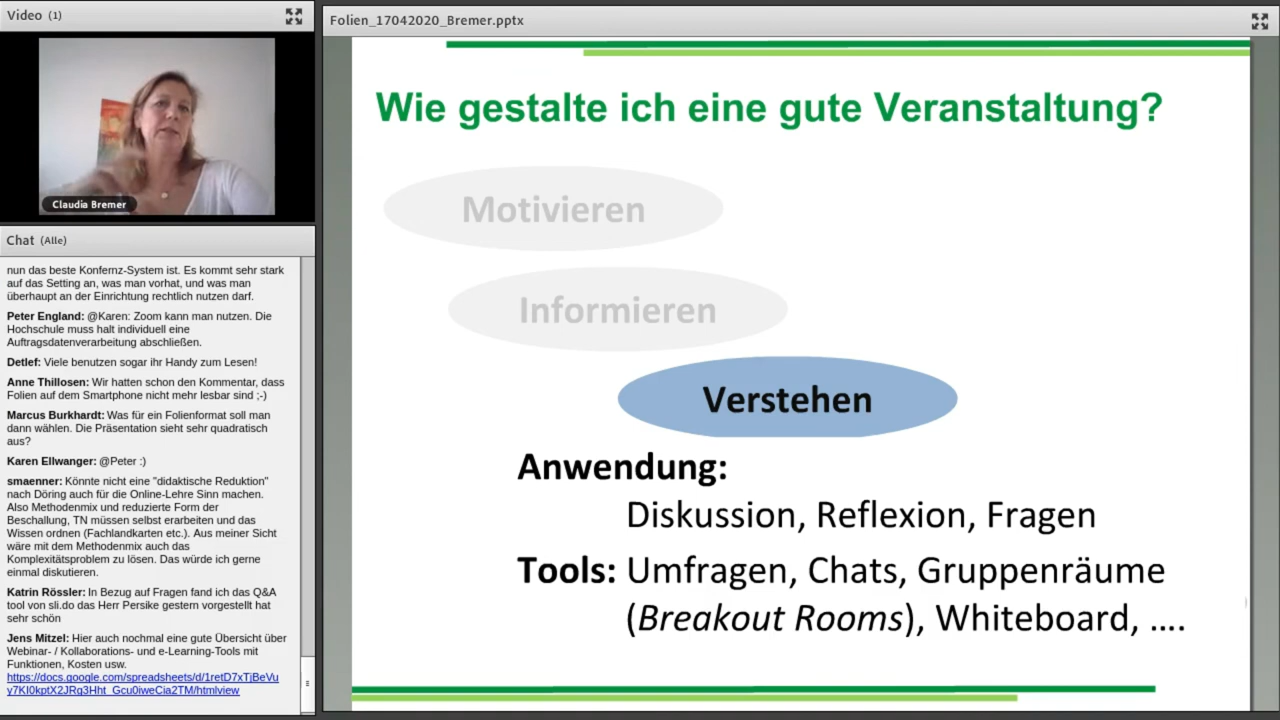 Video (1)
Claudia Bremer
Chat (Alle)
nun das beste Konfernz-System ist. Es kommt sehr stark
auf das Setting an, was man vorhat, und was man
überhaupt an der Einrichtung rechtlich nutzen darf.
Peter England: @Karen: Zoom kann man nutzen. Die
Hochschule muss halt individuell eine
Auftragsdatenverarbeitung abschließen.
Detlef: Viele benutzen sogar ihr Handy zum Lesen!
Anne Thillosen: Wir hatten schon den Kommentar, dass
Folien auf dem Smartphone nicht mehr lesbar sind ;-)
Marcus Burkhardt: Was für ein Folienformat soll man
dann wählen. Die Präsentation sieht sehr quadratisch
aus?
Karen Ellwanger: @Peter :)
smaenner: Könnte nicht eine "didaktische Reduktion"
nach Döring auch für die Online-Lehre Sinn machen.
Also Methodenmix und reduzierte Form der
Beschallung, TN müssen selbst erarbeiten und das
Wissen ordnen (Fachlandkarten etc.). Aus meiner Sicht
wäre mit dem Methodenmix auch das
Komplexitätsproblem zu lösen. Das würde ich gerne
einmal diskutieren.
Katrin Rössler: In Bezug auf Fragen fand ich das Q&A
tool von sli.do das Herr Persike gestern vorgestellt hat
sehr schön
Jens Mitzel: Hier auch nochmal eine gute Übersicht über
Webinar- / Kollaborations- und e-Learning-Tools mit
Funktionen, Kosten usw.
https://docs.google.com/spreadsheets/d/1retD7xTjBeVu
y7KI0kptX2JRg3Hht_Gcu0iweCia2TM/htmlview
Folien_17042020_Bremer.pptx
Wie gestalte ich eine gute Veranstaltung?
Motivieren
Informieren
Verstehen
Anwendung:
Diskussion, Reflexion, Fragen
Tools: Umfragen, Chats, Gruppenräume
(Breakout Rooms), Whiteboard, ....